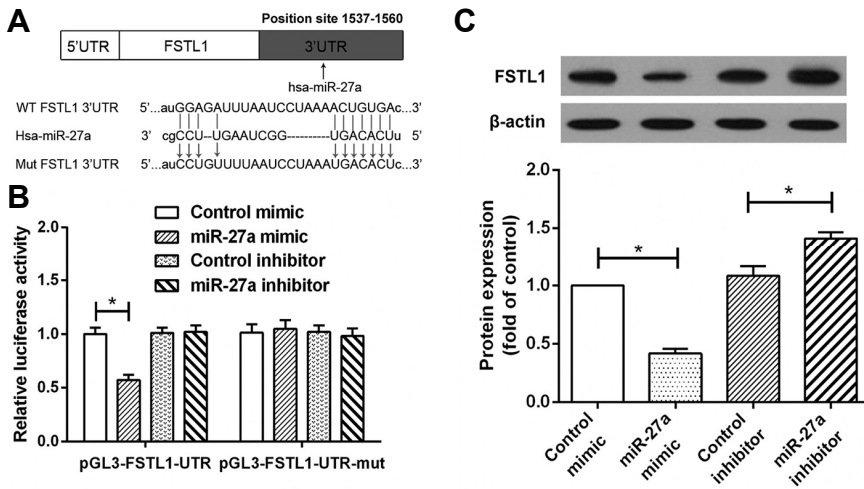 A
Position site 1537-1560
5'UTR FSTL1 3'UTR
hsa-miR-27a
WT FSTL1 3'UTR 5'...auGGAGAUUUAAUCCUAAAACUGUGAc...3'
Hsa-miR-27a 3' cgCCU--UGAAUCGG----------UGACACUu 5'
Mut FSTL1 3'UTR 5'...auCCUGUUUUAAUCCUAAAUGACACUc...3'
B
Relative luciferase activity
2.0
1.5
1.0
0.5
0.0
Control mimic
miR-27a mimic
Control inhibitor
miR-27a inhibitor
*
pGL3-FSTL1-UTR pGL3-FSTL1-UTR-mut
C
FSTL1
β-actin
Protein expression
(fold of control)
2.0
1.5
1.0
0.5
0.0
*
*
Control
mimic
miR-27a
mimic
Control
inhibitor
miR-27a
inhibitor